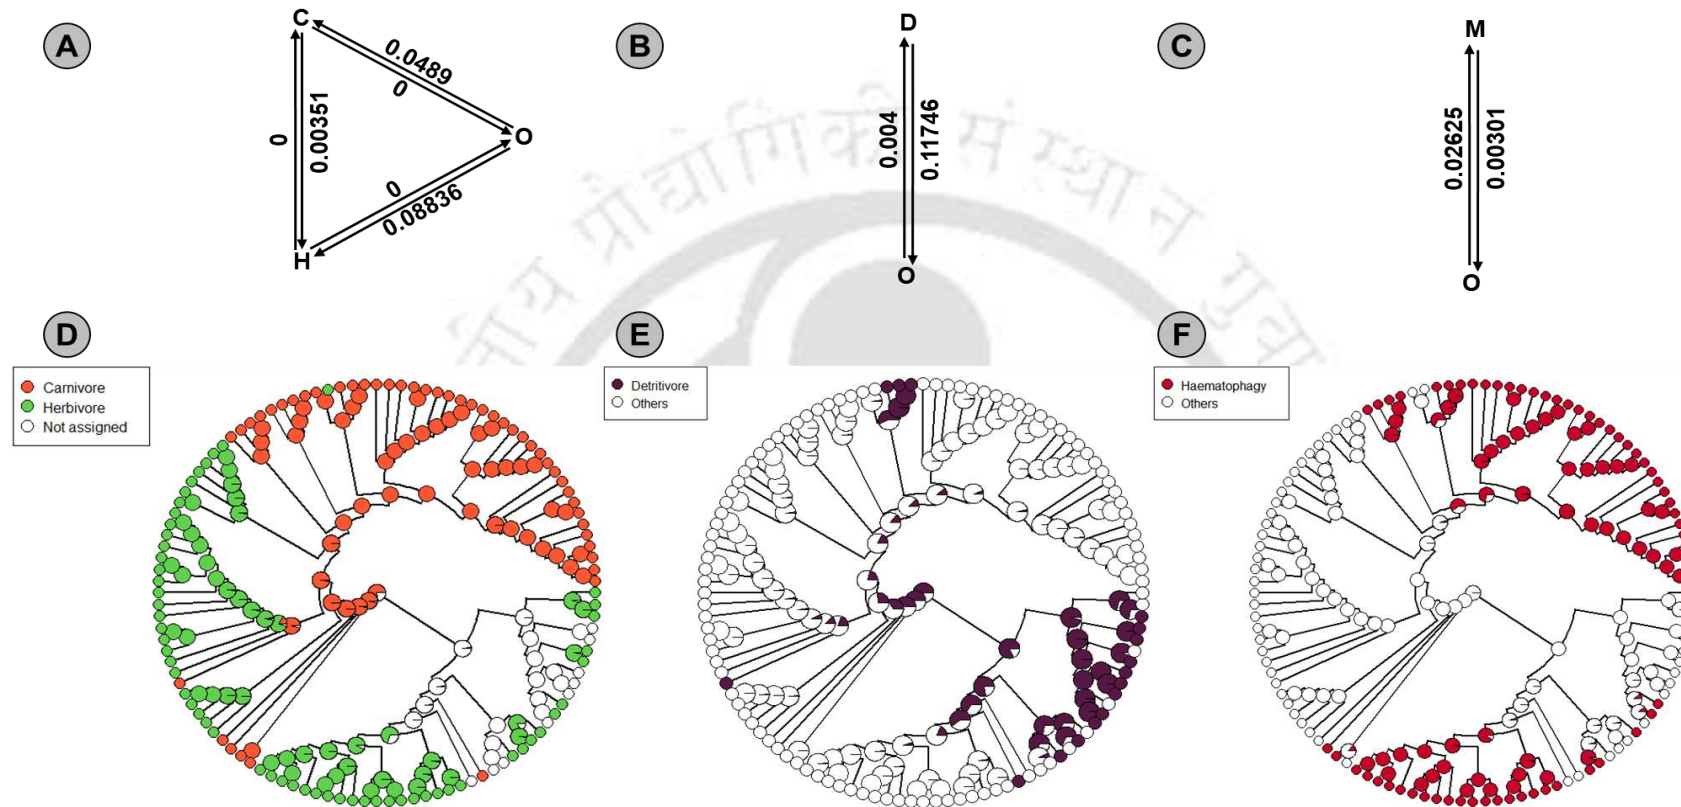 A
C
0.0489
0
0
0.00351
O
0
0.08836
H
B
D
0.004
0.11746
O
C
M
0.02625
0.00301
O
D
Carnivore
Herbivore
Not assigned
E
Detritivore
Others
F
Haematophagy
Others